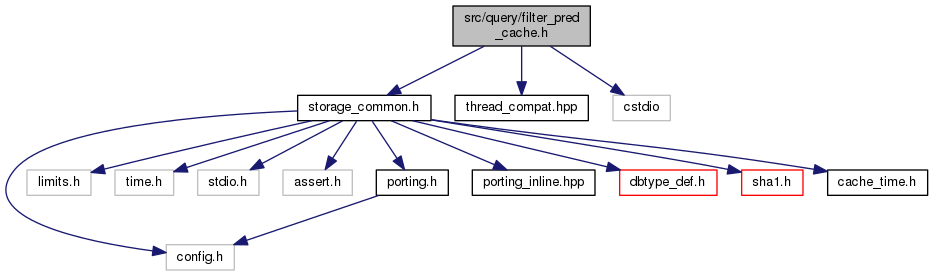 src/query/filter_pred
_cache.h
storage_common.h
thread_compat.hpp
cstdio
limits.h
time.h
stdio.h
assert.h
porting.h
porting_inline.hpp
dbtype_def.h
sha1.h
cache_time.h
config.h